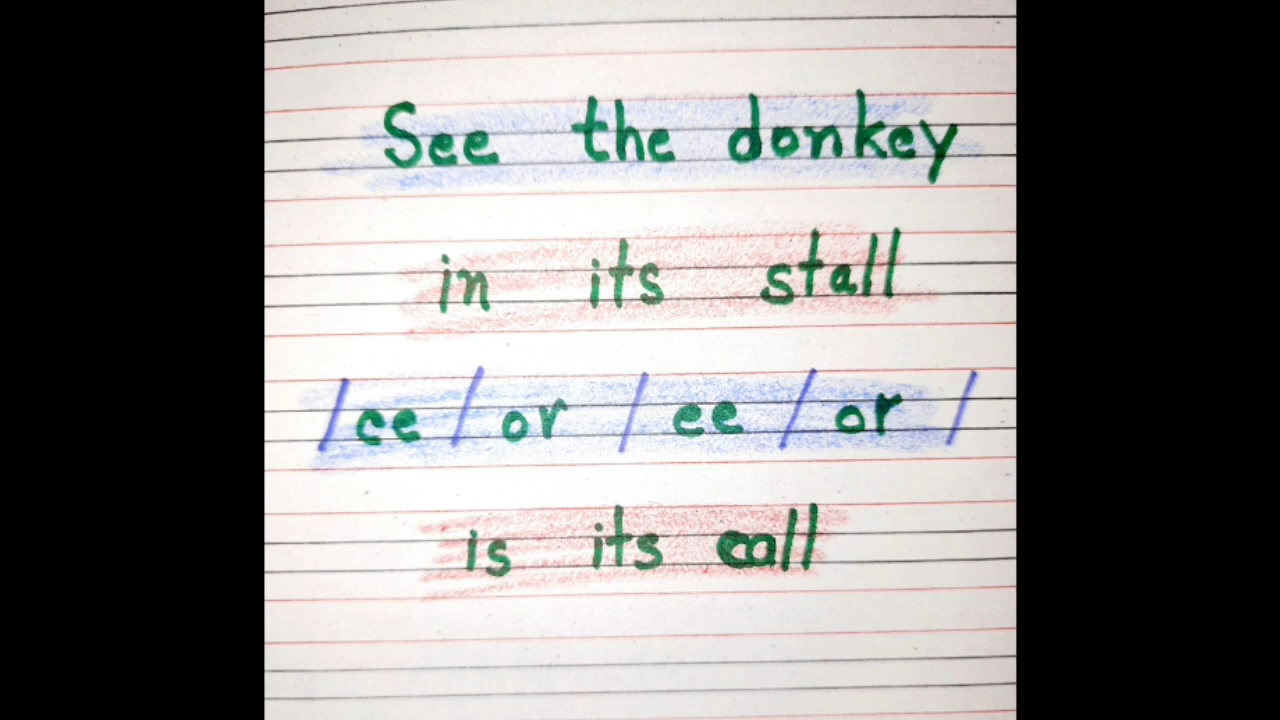 See the donkey
in its stall
/ee/or/ee/or/
is its call